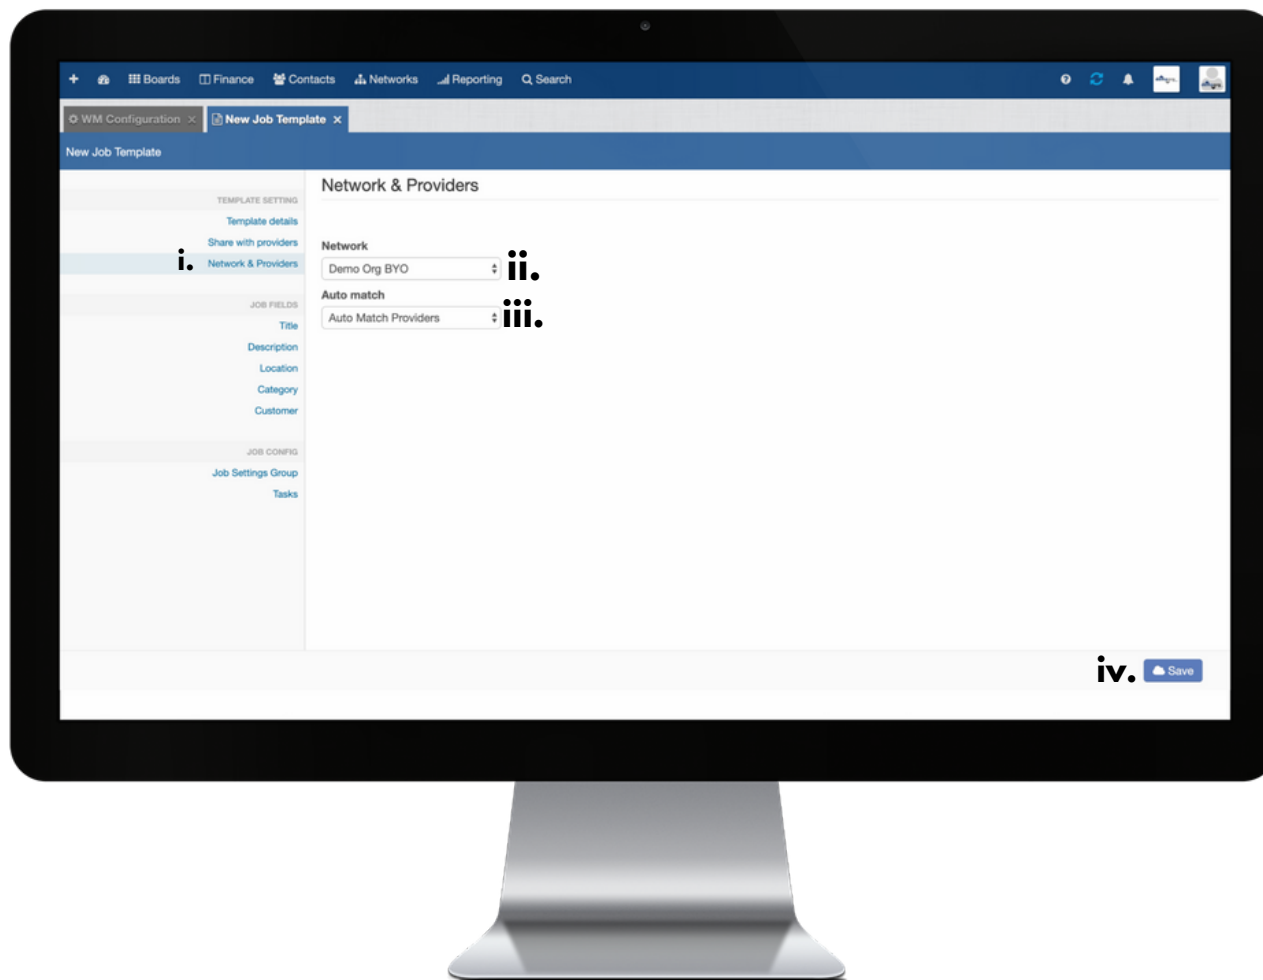 Boards Finance Contacts Networks Reporting Search
WM Configuration × New Job Template ×
New Job Template
Network & Providers
TEMPLATE SETTING
Template details
Share with providers
i. Network & Providers
Network
Demo Org BYO ii.
Auto match
Auto Match Providers iii.
JOB FIELDS
Title
Description
Location
Category
Customer
JOB CONFIG
Job Settings Group
Tasks
iv. Save